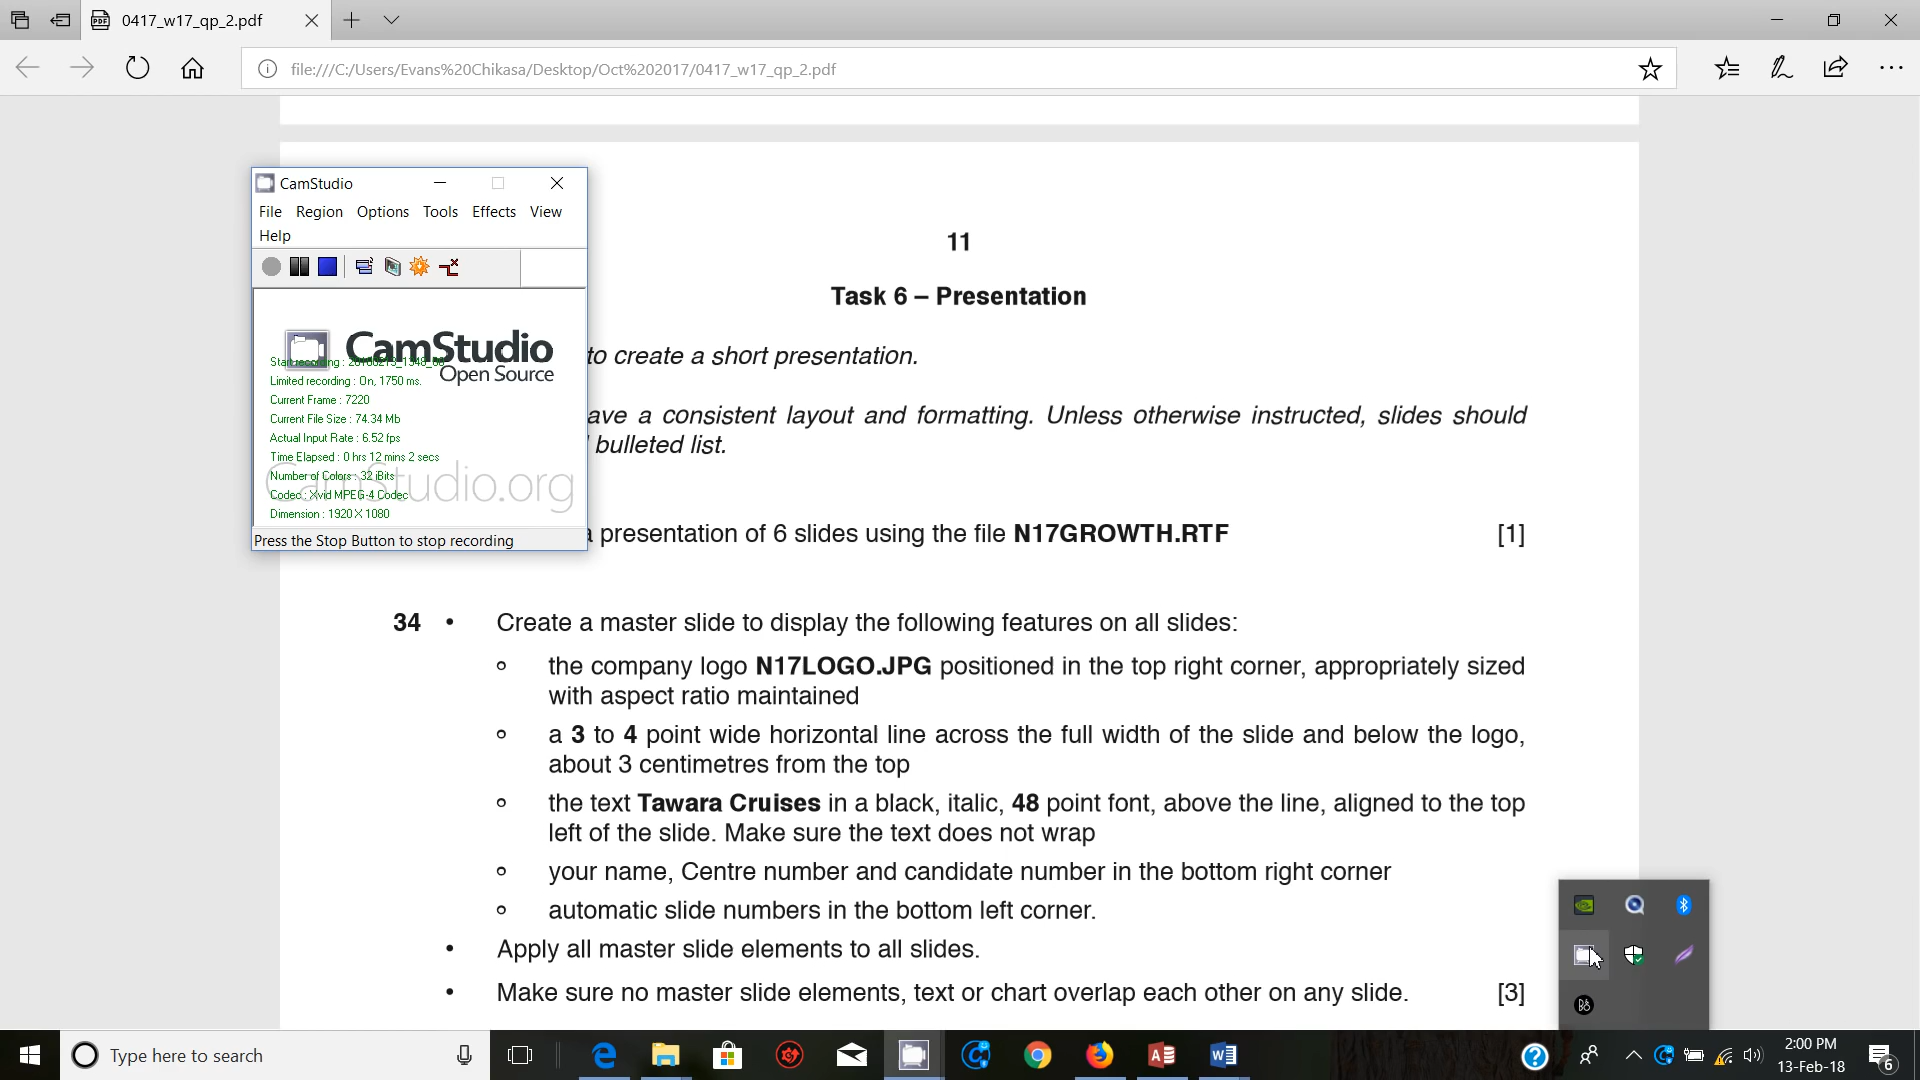 0417_w17_qp_2.pdf
file:///C:/Users/Evans%20Chikasa/Desktop/Oct%202017/0417_w17_qp_2.pdf
CamStudio
File Region Options Tools Effects View
Help
CamStudio
Open Source
CamStudio.org
Start recording : 20180213_1348_
Limited recording : On, 1750 ms.
Current Frame : 7220
Current File Size : 74.34 Mb
Actual Input Rate : 6.52 fps
Time Elapsed : 0 hrs 12 mins 2 secs
Number of Colors : 32 iBits
Codec : Xvid MPEG-4 Codec
Dimension : 1920 X 1080
Press the Stop Button to stop recording
11
Task 6 – Presentation
to create a short presentation.
ave a consistent layout and formatting. Unless otherwise instructed, slides should
bulleted list.
a presentation of 6 slides using the file N17GROWTH.RTF [1]
34 • Create a master slide to display the following features on all slides:
o the company logo N17LOGO.JPG positioned in the top right corner, appropriately sized
with aspect ratio maintained
o a 3 to 4 point wide horizontal line across the full width of the slide and below the logo,
about 3 centimetres from the top
o the text Tawara Cruises in a black, italic, 48 point font, above the line, aligned to the top
left of the slide. Make sure the text does not wrap
o your name, Centre number and candidate number in the bottom right corner
o automatic slide numbers in the bottom left corner.
• Apply all master slide elements to all slides.
• Make sure no master slide elements, text or chart overlap each other on any slide. [3]
Type here to search
2:00 PM
13-Feb-18
6